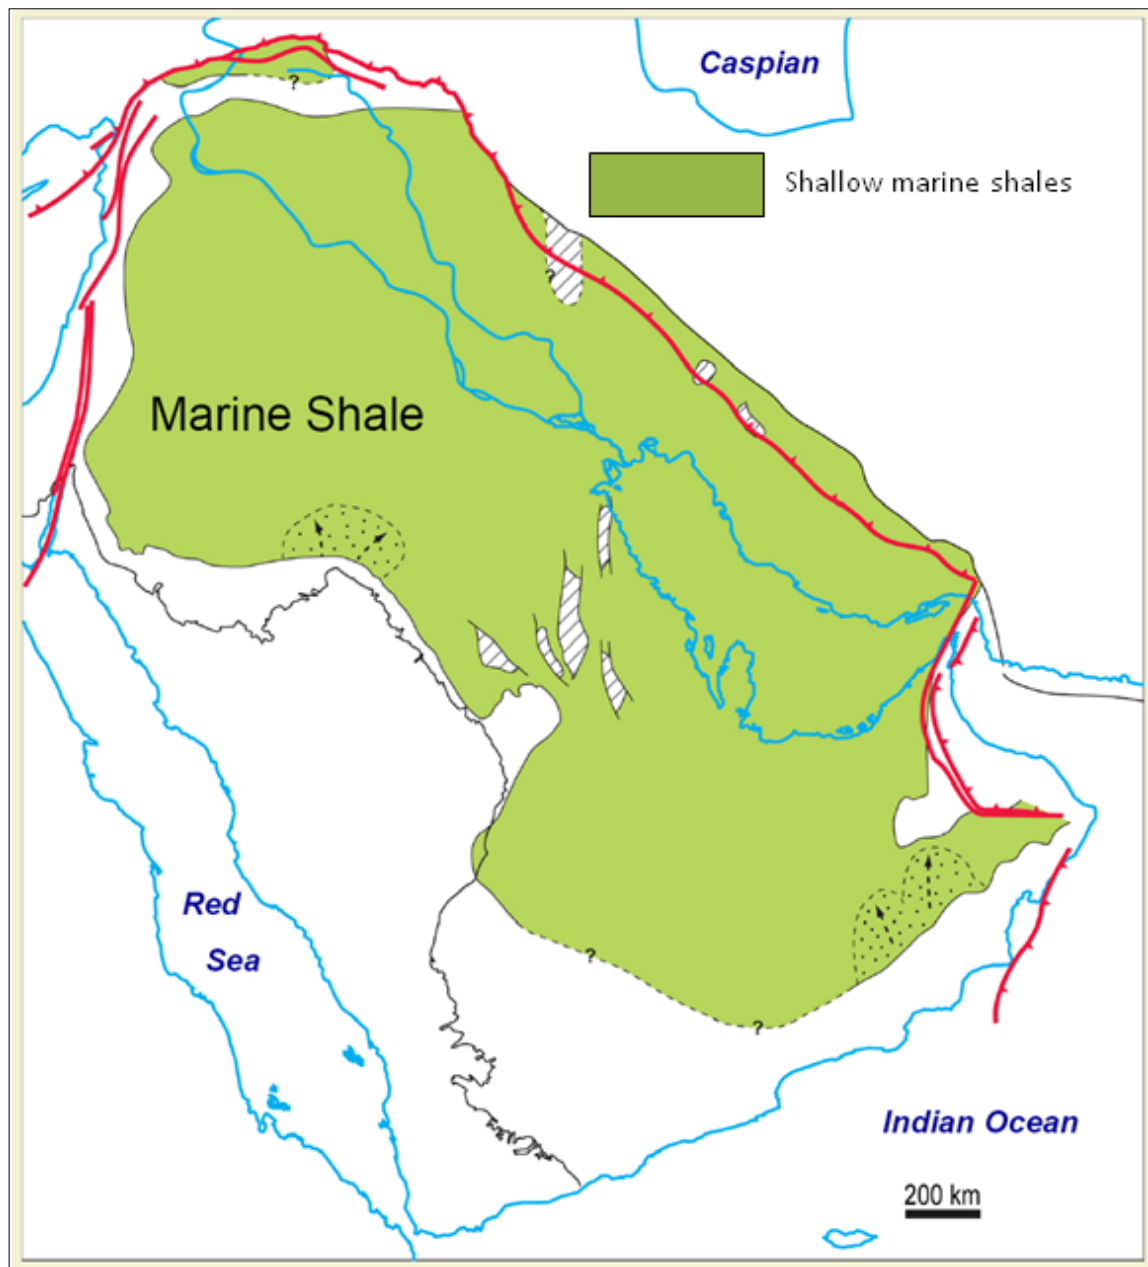 Caspian
?
Shallow marine shales
?
Marine Shale
Red
Sea
?
?
Indian Ocean
200 km